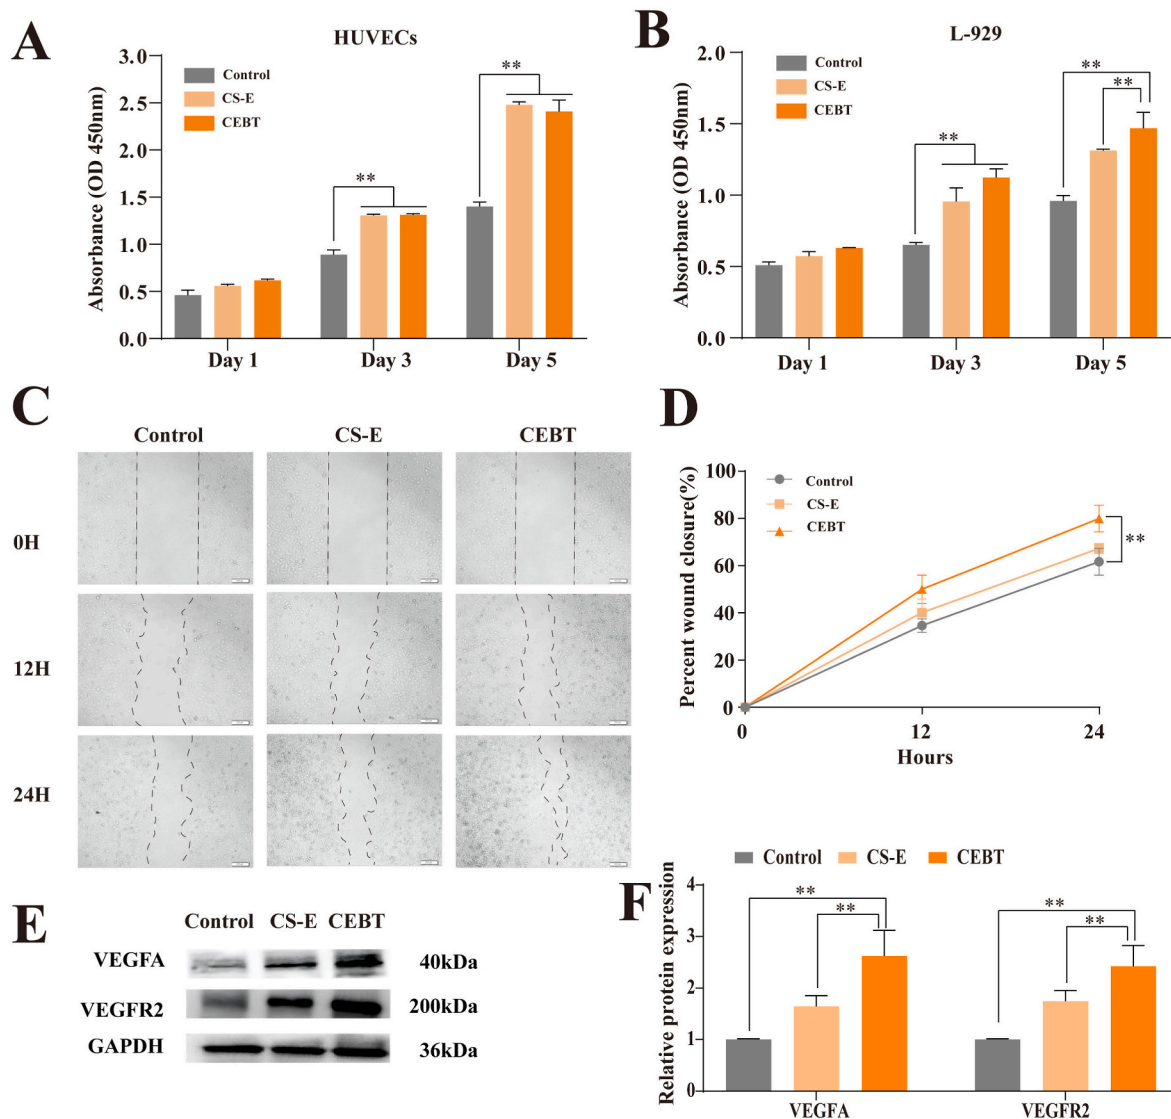 A
HUVECs
Absorbance (OD 450nm)
3.0
2.5
2.0
1.5
1.0
0.5
0.0
Control
CS-E
CEBT
**
**
Day 1
Day 3
Day 5
B
L-929
Absorbance (OD 450nm)
2.0
1.5
1.0
0.5
0.0
Control
CS-E
CEBT
**
**
**
Day 1
Day 3
Day 5
C
Control
CS-E
CEBT
0H
12H
24H
D
Percent wound closure(%)
100
80
60
40
20
0
Control
CS-E
CEBT
**
0
12
24
Hours
E
Control CS-E CEBT
VEGFA 40kDa
VEGFR2 200kDa
GAPDH 36kDa
F
Control CS-E CEBT
Relative protein expression
4
3
2
1
0
**
**
**
**
VEGFA
VEGFR2